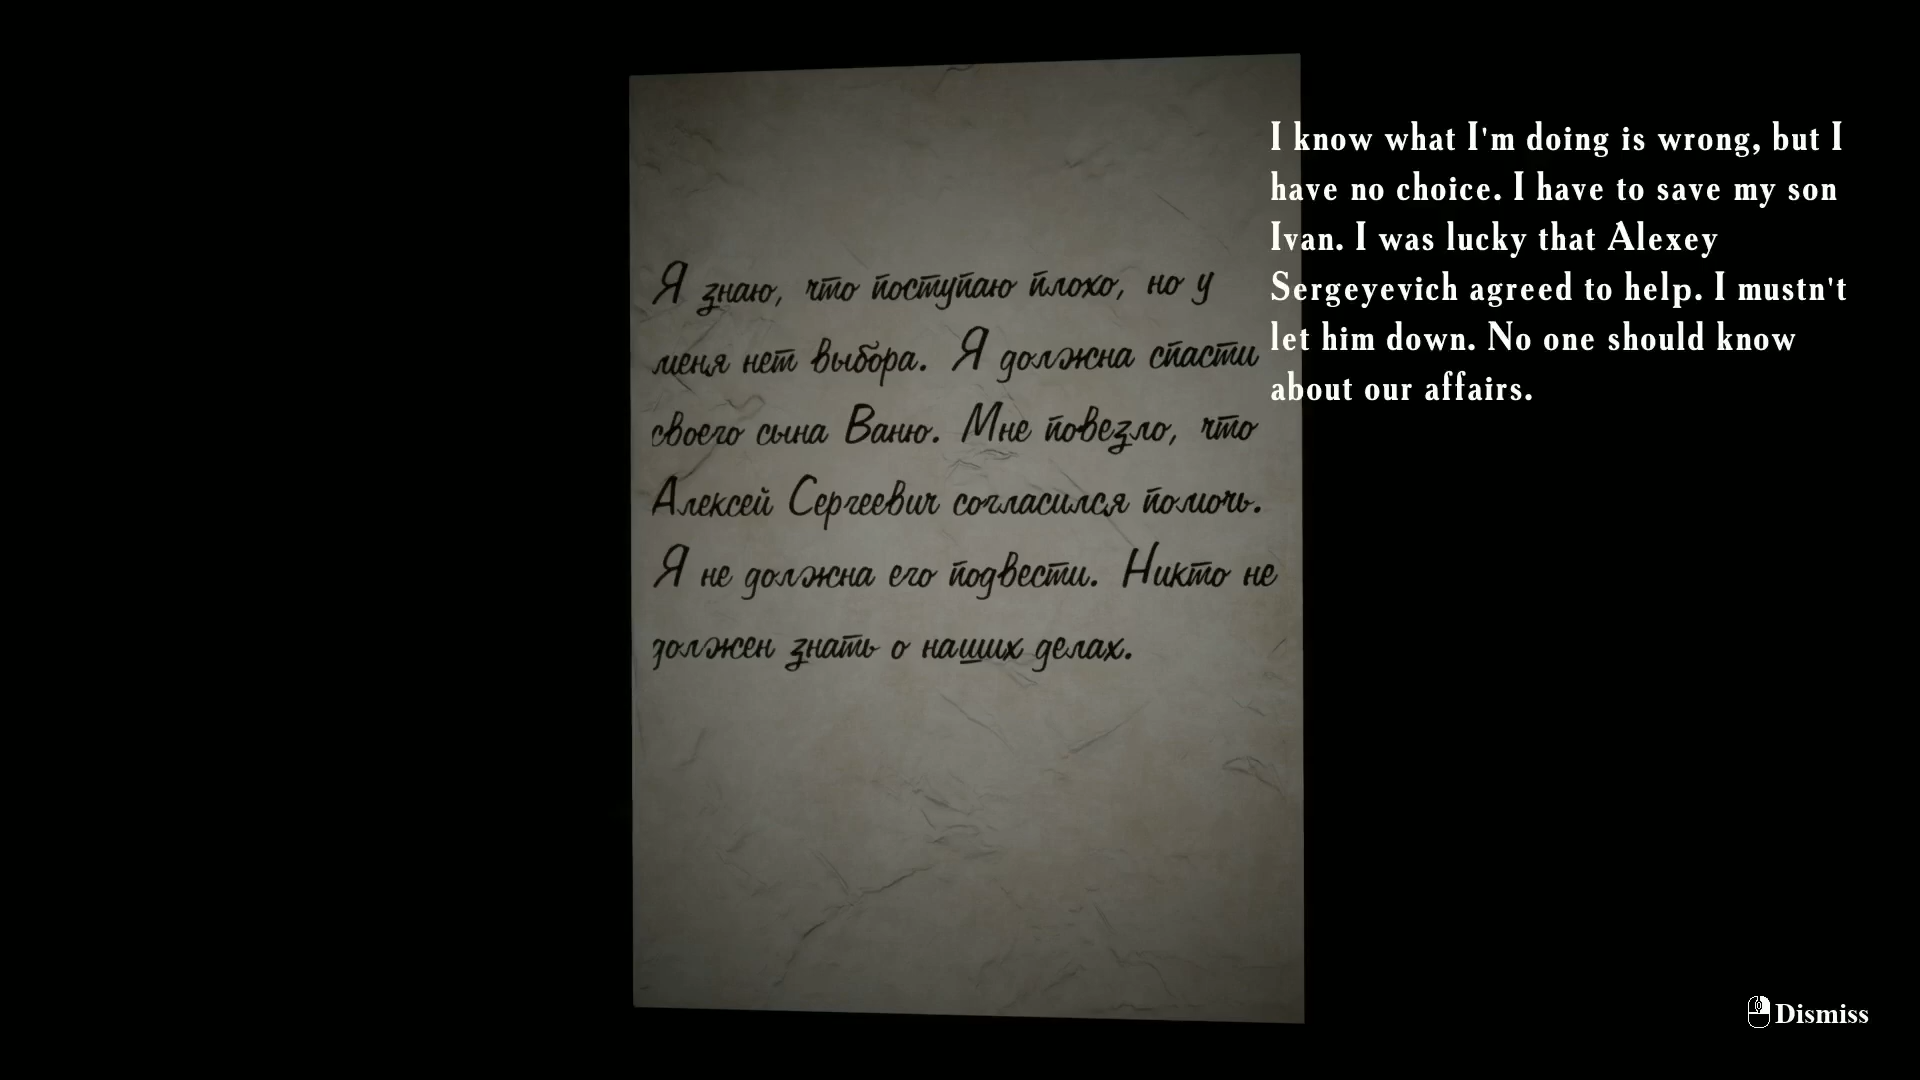 Я знаю, что поступаю плохо, но у
меня нет выбора. Я должна спасти
своего сына Ваню. Мне повезло, что
Алексей Сергеевич согласился помочь.
Я не должна его подвести. Никто не
должен знать о наших делах.
I know what I'm doing is wrong, but I
have no choice. I have to save my son
Ivan. I was lucky that Alexey
Sergeyevich agreed to help. I mustn't
let him down. No one should know
about our affairs.
Dismiss